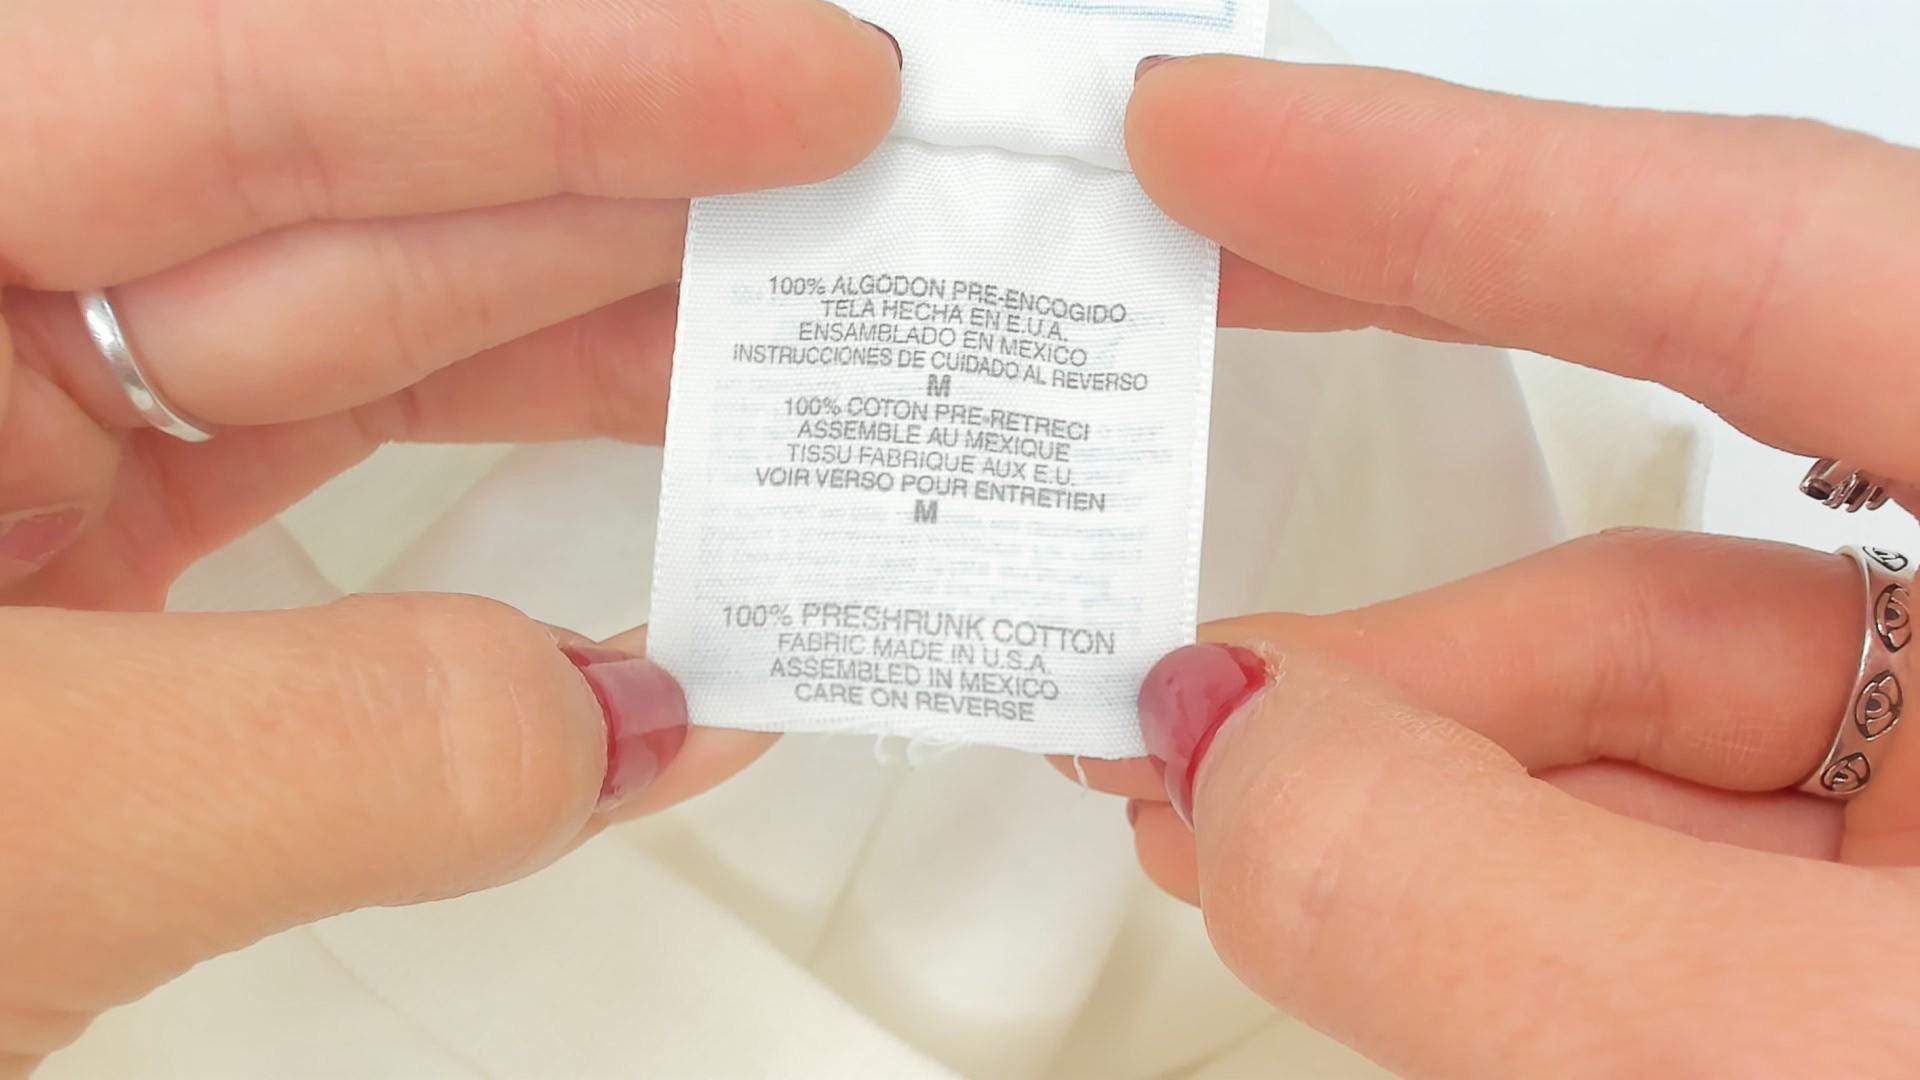 100% ALGODON PRE-ENCOGIDO
TELA HECHA EN E.U.A.
ENSAMBLADO EN MEXICO
INSTRUCCIONES DE CUIDADO AL REVERSO
M
100% COTON PRE-RETRECI
ASSEMBLE AU MEXIQUE
TISSU FABRIQUE AUX E.U.
VOIR VERSO POUR ENTRETIEN
M
100% PRESHRUNK COTTON
FABRIC MADE IN U.S.A.
ASSEMBLED IN MEXICO
CARE ON REVERSE